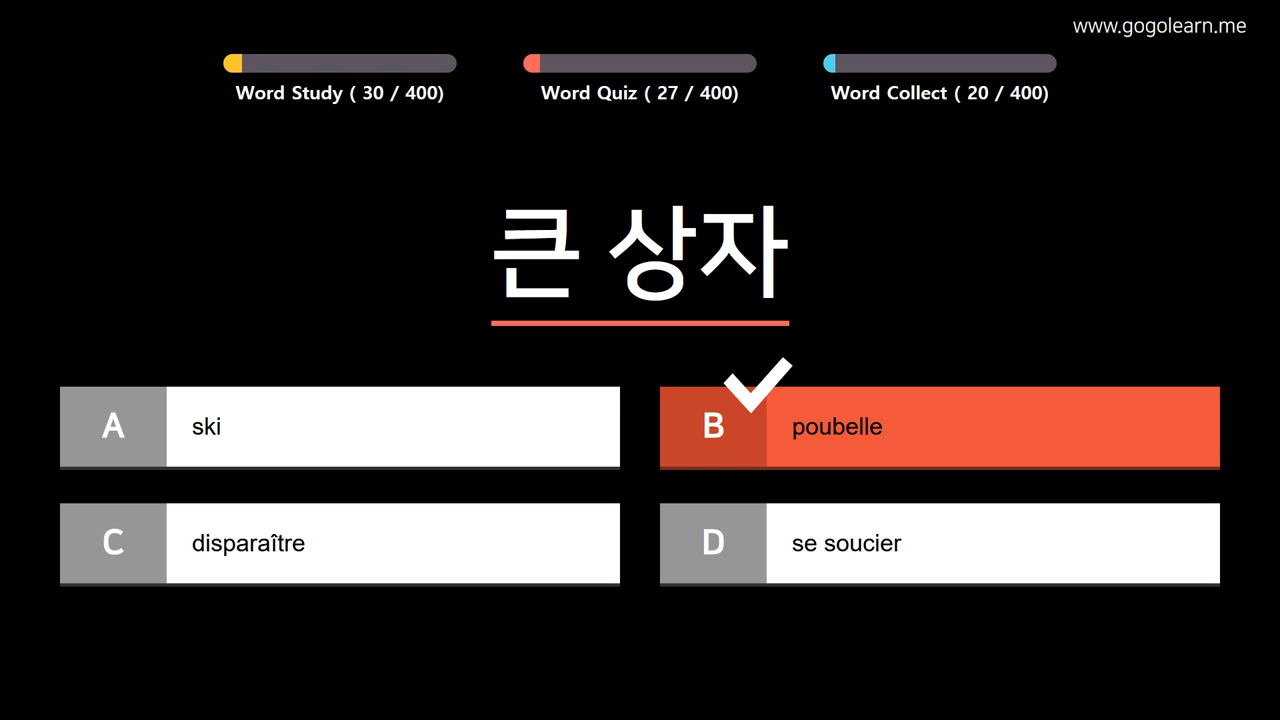 www.gogolearn.me
Word Study ( 30 / 400)
Word Quiz ( 27 / 400)
Word Collect ( 20 / 400)
큰 상자
A ski
B poubelle
C disparaître
D se soucier